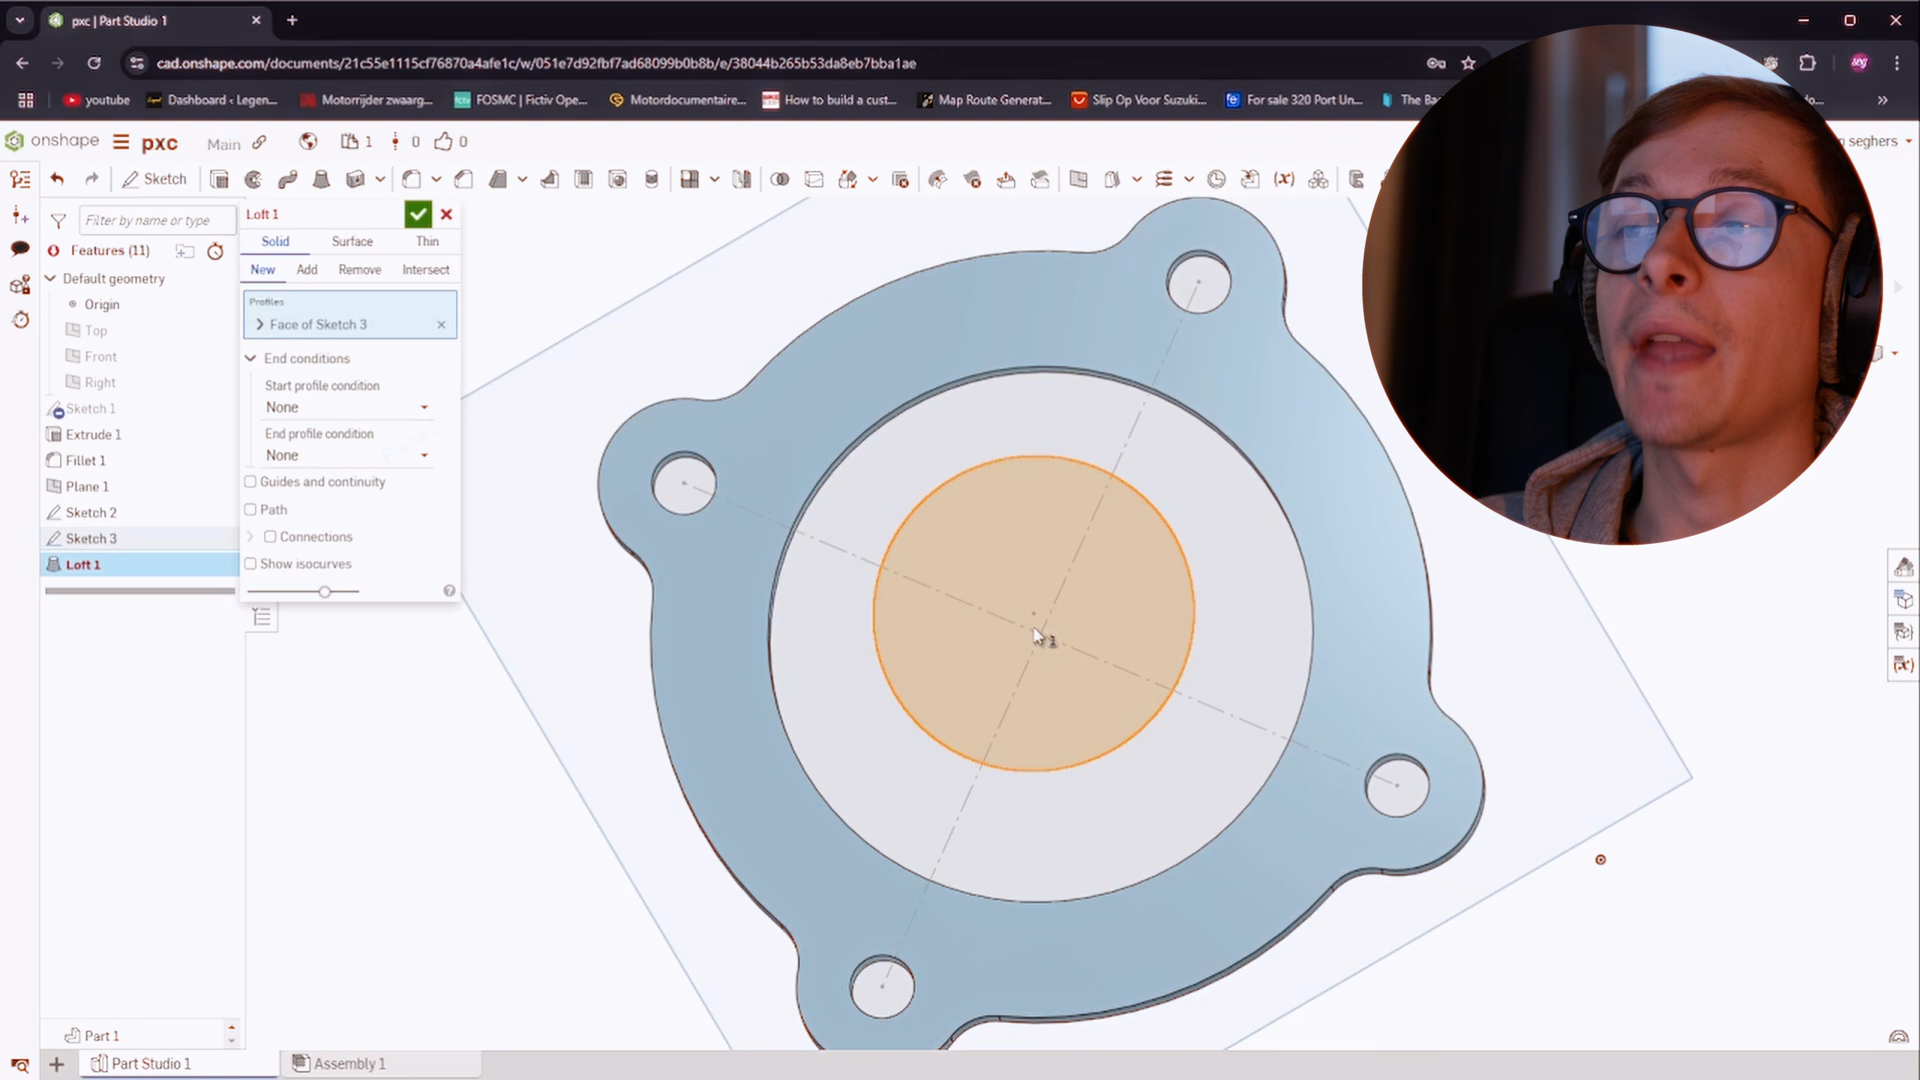 pxc | Part Studio 1
cad.onshape.com/documents/21c55e1115cf76870a4afe1c/w/051e7d92fbf7ad68099b0b8b/e/38044b265b53da8eb7bba1ae
seg
youtube
Dashboard ‹ Legen...
Motorrijder zwaarg...
FOSMC | Fictiv Ope...
Motordocumentaire...
How to build a cust...
Map Route Generat...
Slip Op Voor Suzuki...
For sale 320 Port Un...
The Ba
onshape
pxc
Main
1
0
0
seghers
Sketch
(x)
Filter by name or type
Features (11)
Default geometry
Origin
Top
Front
Right
Sketch 1
Extrude 1
Fillet 1
Plane 1
Sketch 2
Sketch 3
Loft 1
Loft 1
Solid
Surface
Thin
New
Add
Remove
Intersect
Profiles
Face of Sketch 3
End conditions
Start profile condition
None
End profile condition
None
Guides and continuity
Path
Connections
Show isocurves
1
(x)
Part 1
Part Studio 1
Assembly 1